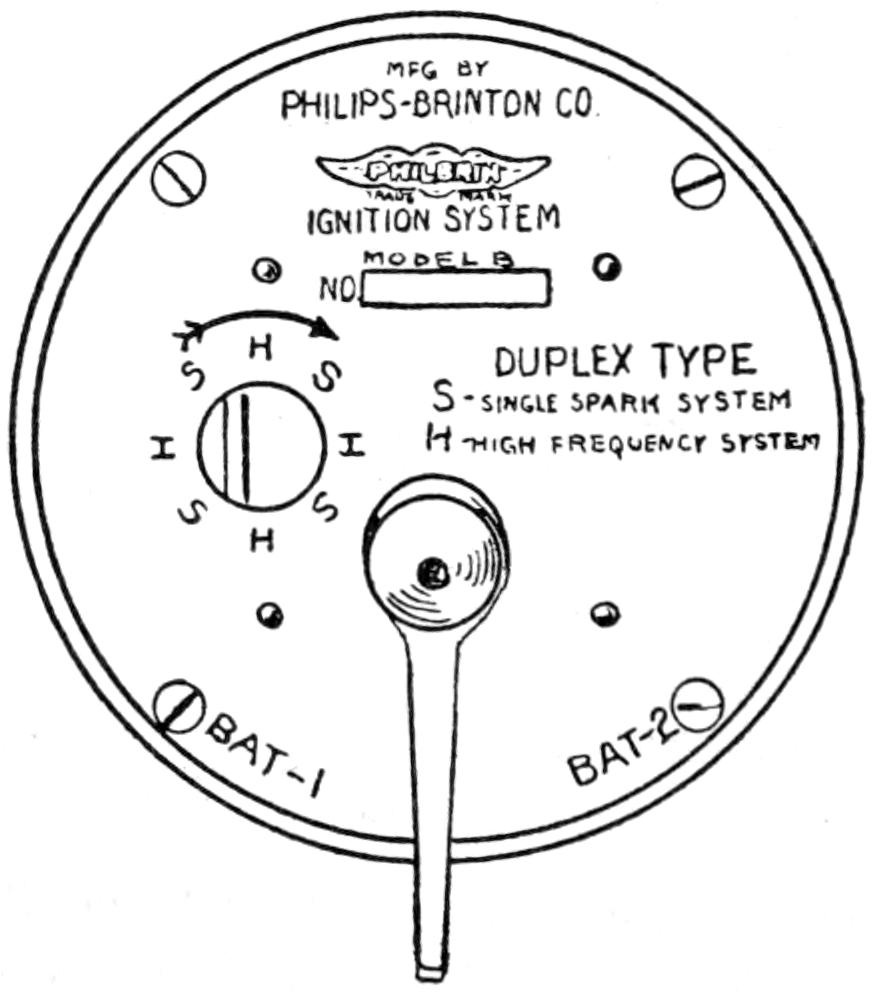 MFG BY
PHILIPS-BRINTON CO.
PHILBRIN
TRADE MARK
IGNITION SYSTEM
MODEL B
NO.
H
S S
I I
S S
H
DUPLEX TYPE
S-SINGLE SPARK SYSTEM
H-HIGH FREQUENCY SYSTEM
BAT-1
BAT-2